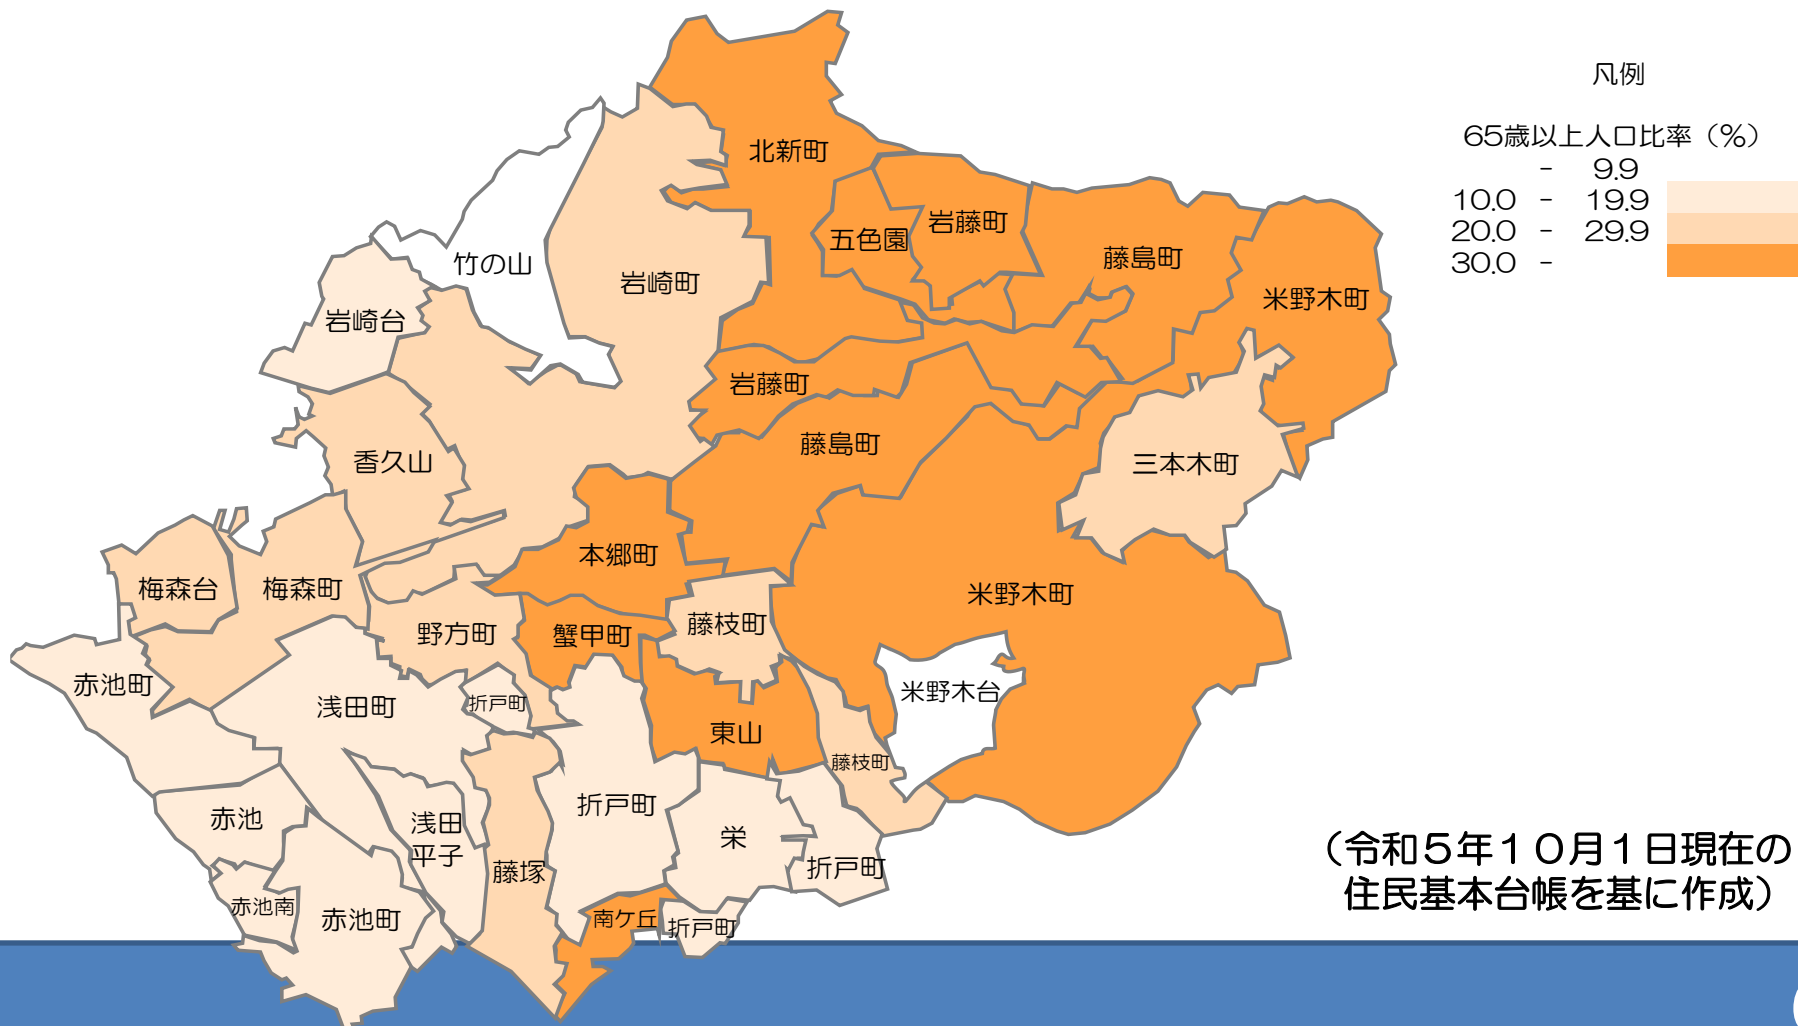 凡例
65歳以上人口比率（％）
- 9.9
10.0 - 19.9
20.0 - 29.9
30.0 -
北新町
岩藤町
五色園
藤島町
竹の山
岩崎町
米野木町
岩崎台
岩藤町
藤島町
香久山
三本木町
本郷町
梅森台
梅森町
米野木町
藤枝町
野方町
蟹甲町
赤池町
米野木台
折戸町
浅田町
東山
藤枝町
折戸町
赤池
浅田
平子
栄
折戸町
藤塚
赤池南
赤池町
南ケ丘
折戸町
（令和５年１０月１日現在の
住民基本台帳を基に作成）